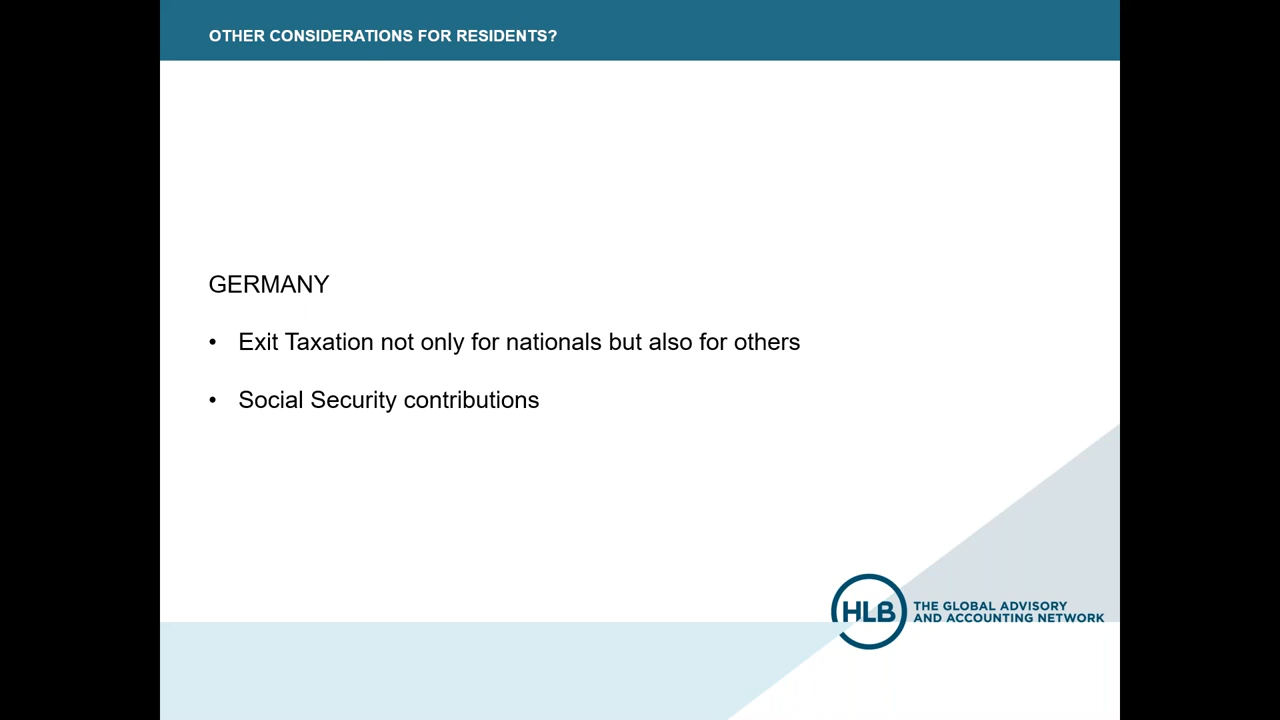 OTHER CONSIDERATIONS FOR RESIDENTS?
GERMANY
• Exit Taxation not only for nationals but also for others
• Social Security contributions
HLB
THE GLOBAL ADVISORY
AND ACCOUNTING NETWORK